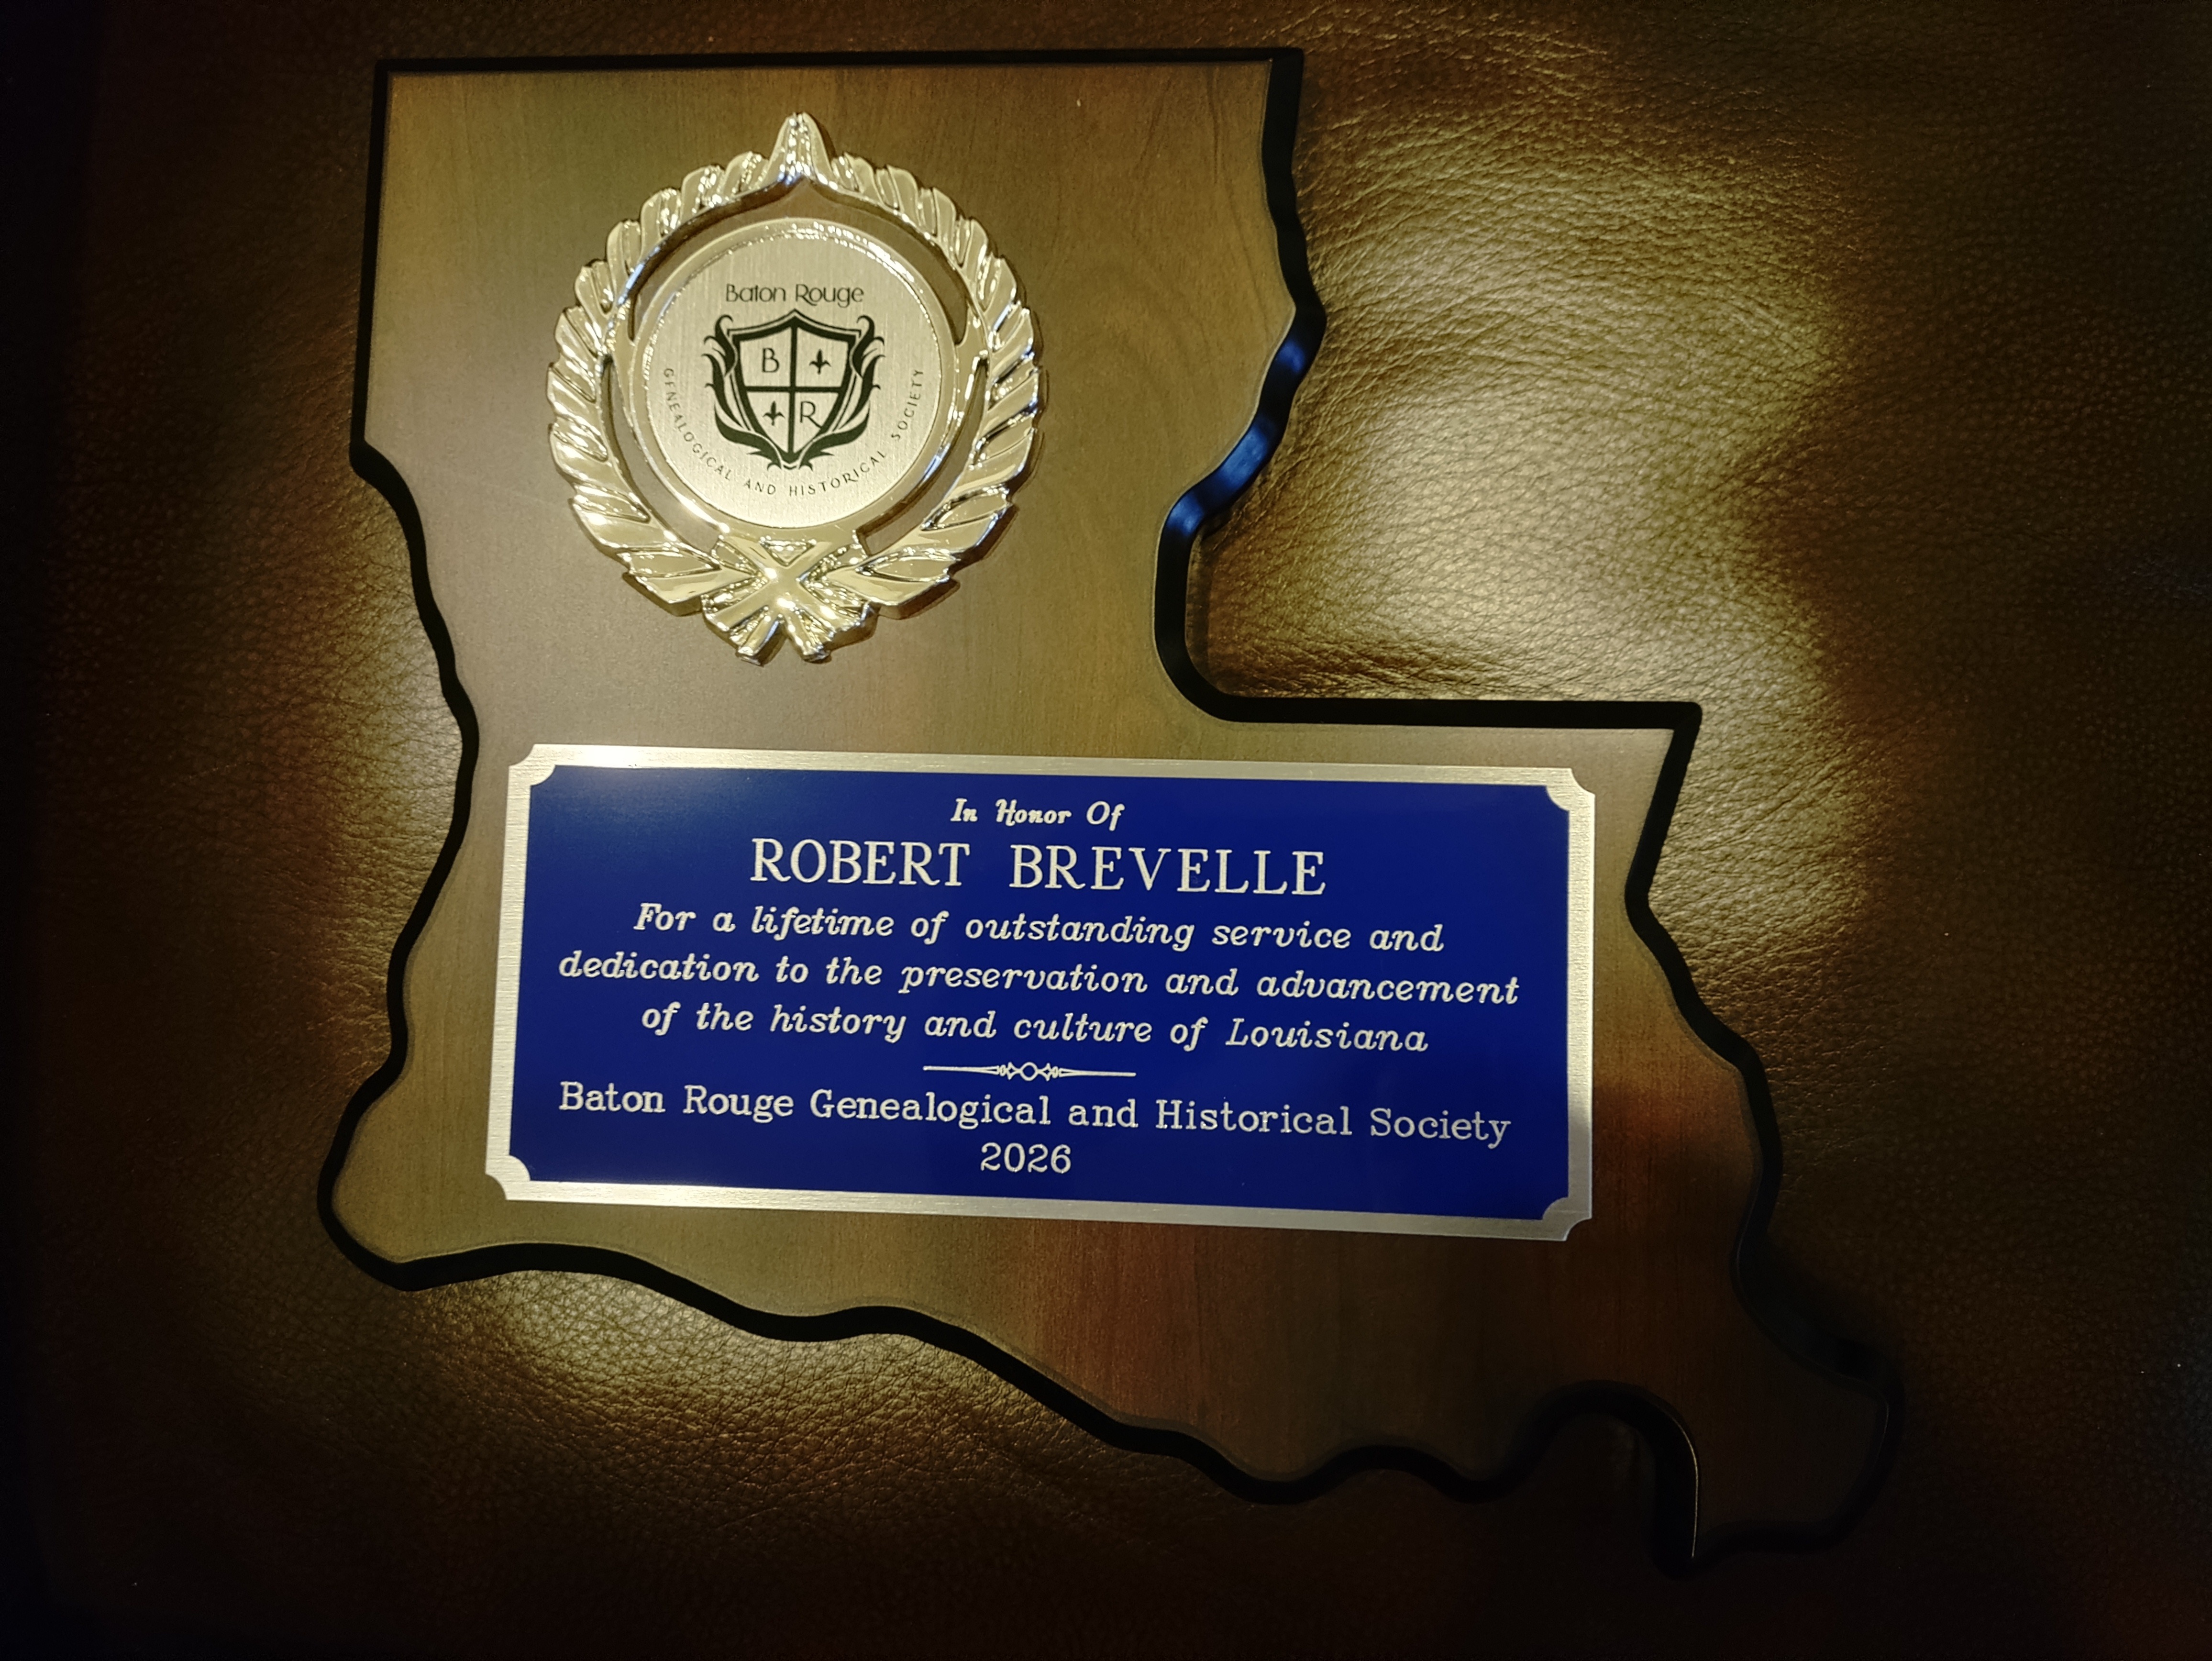 Baton Rouge
B
R
GENEALOGICAL AND HISTORICAL SOCIETY
In Honor Of
ROBERT BREVELLE
For a lifetime of outstanding service and
dedication to the preservation and advancement
of the history and culture of Louisiana
Baton Rouge Genealogical and Historical Society
2026